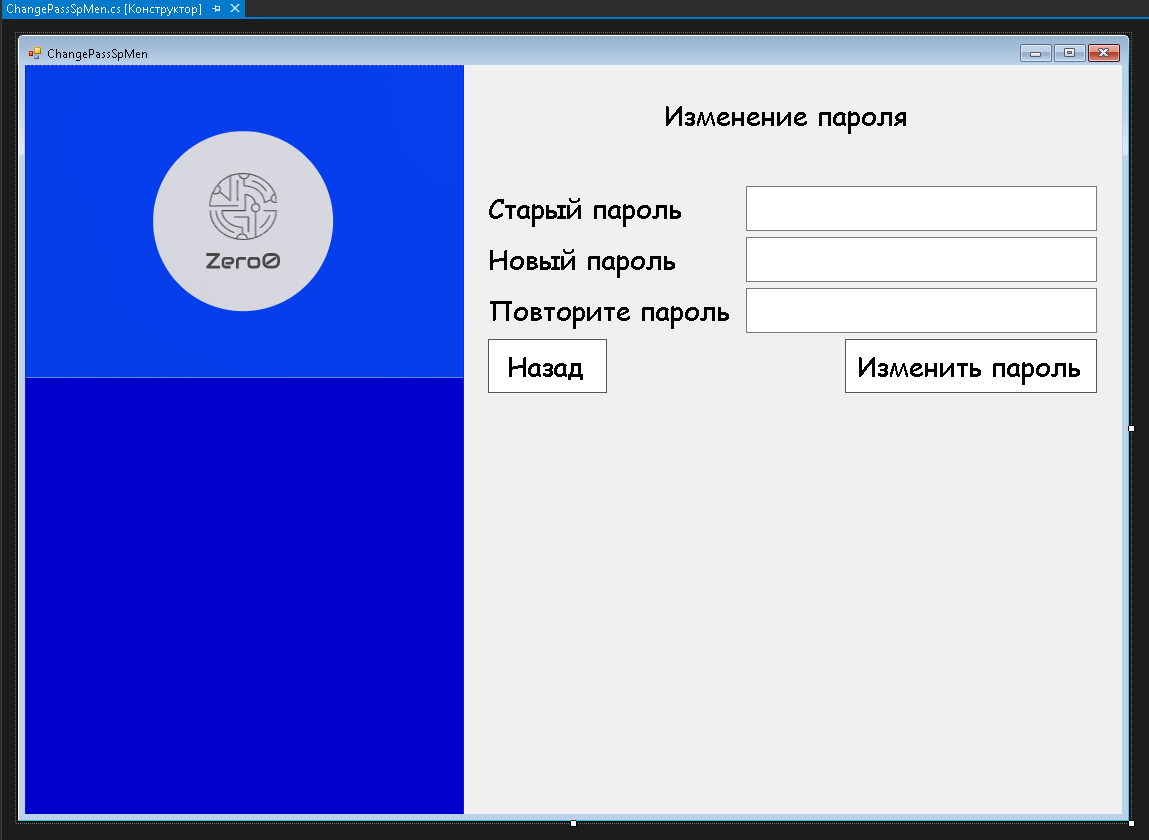 ChangePassSpMen.cs [Конструктор]
ChangePassSpMen
Zero0
Изменение пароля
Старый пароль
Новый пароль
Повторите пароль
Назад
Изменить пароль